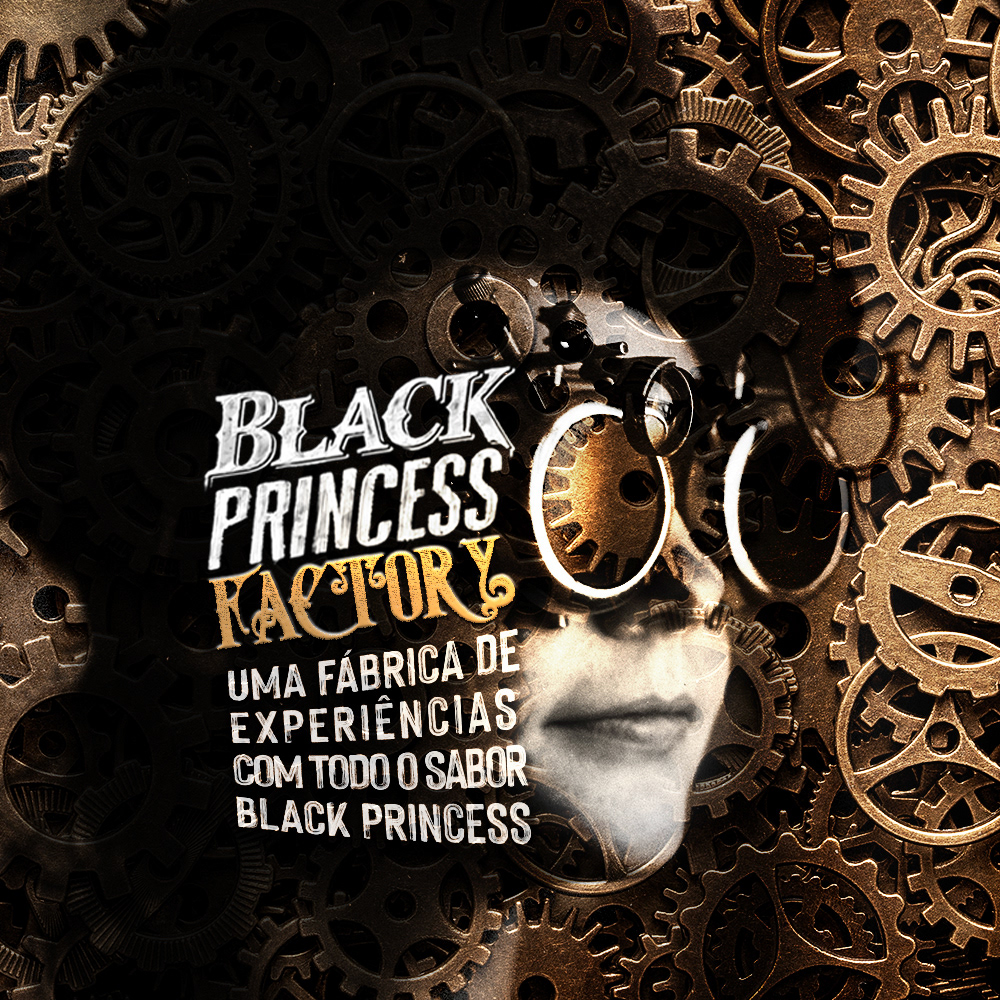 BLACK
PRINCESS
FACTORY
UMA FÁBRICA DE
EXPERIÊNCIAS
COM TODO O SABOR
BLACK PRINCESS